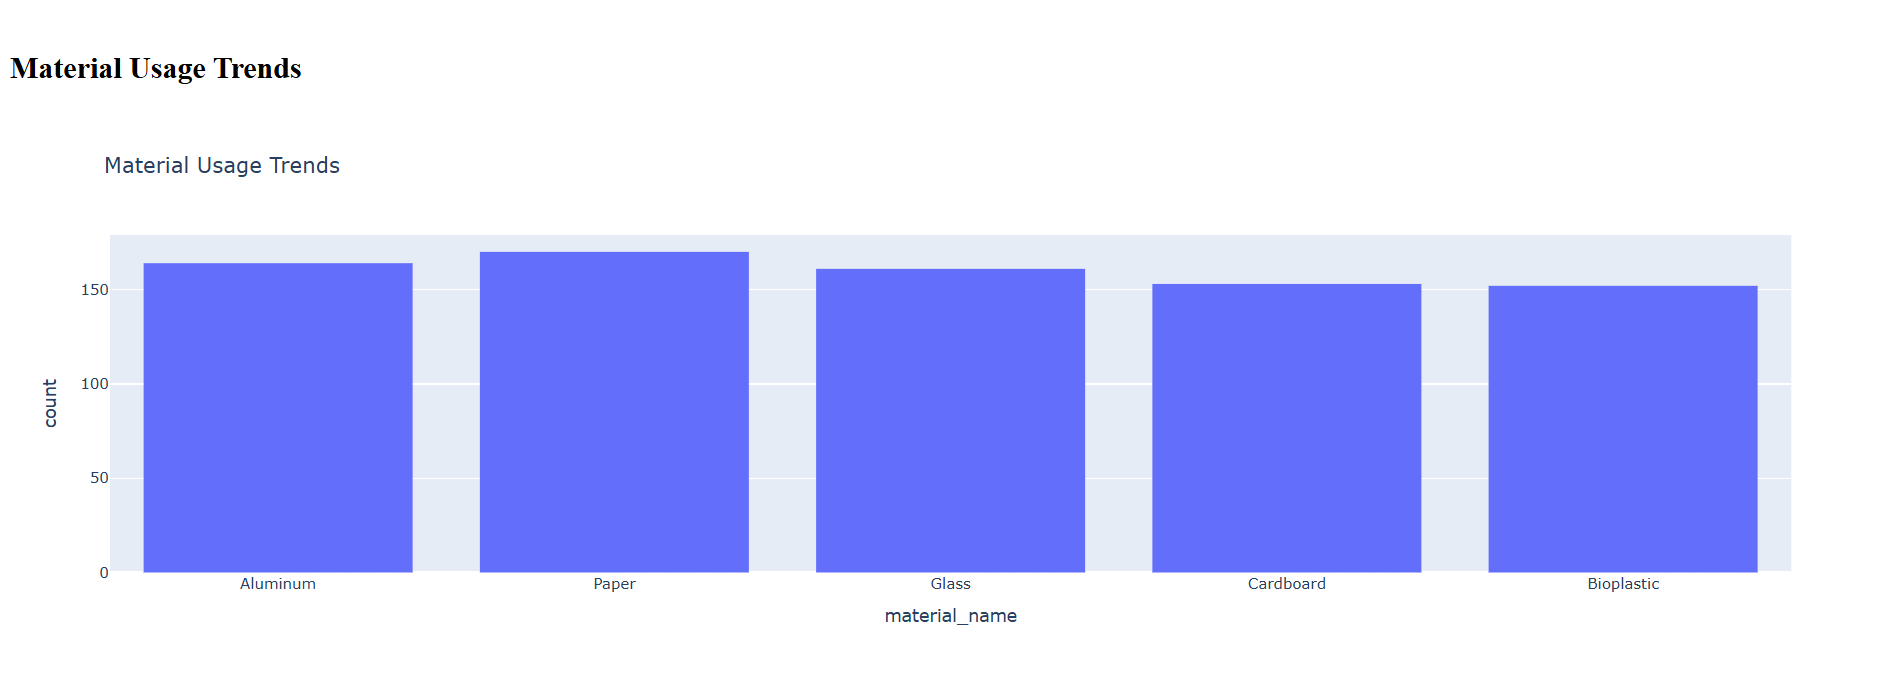 Material Usage Trends
Material Usage Trends
150
100
50
0
count
Aluminum Paper Glass Cardboard Bioplastic
material_name